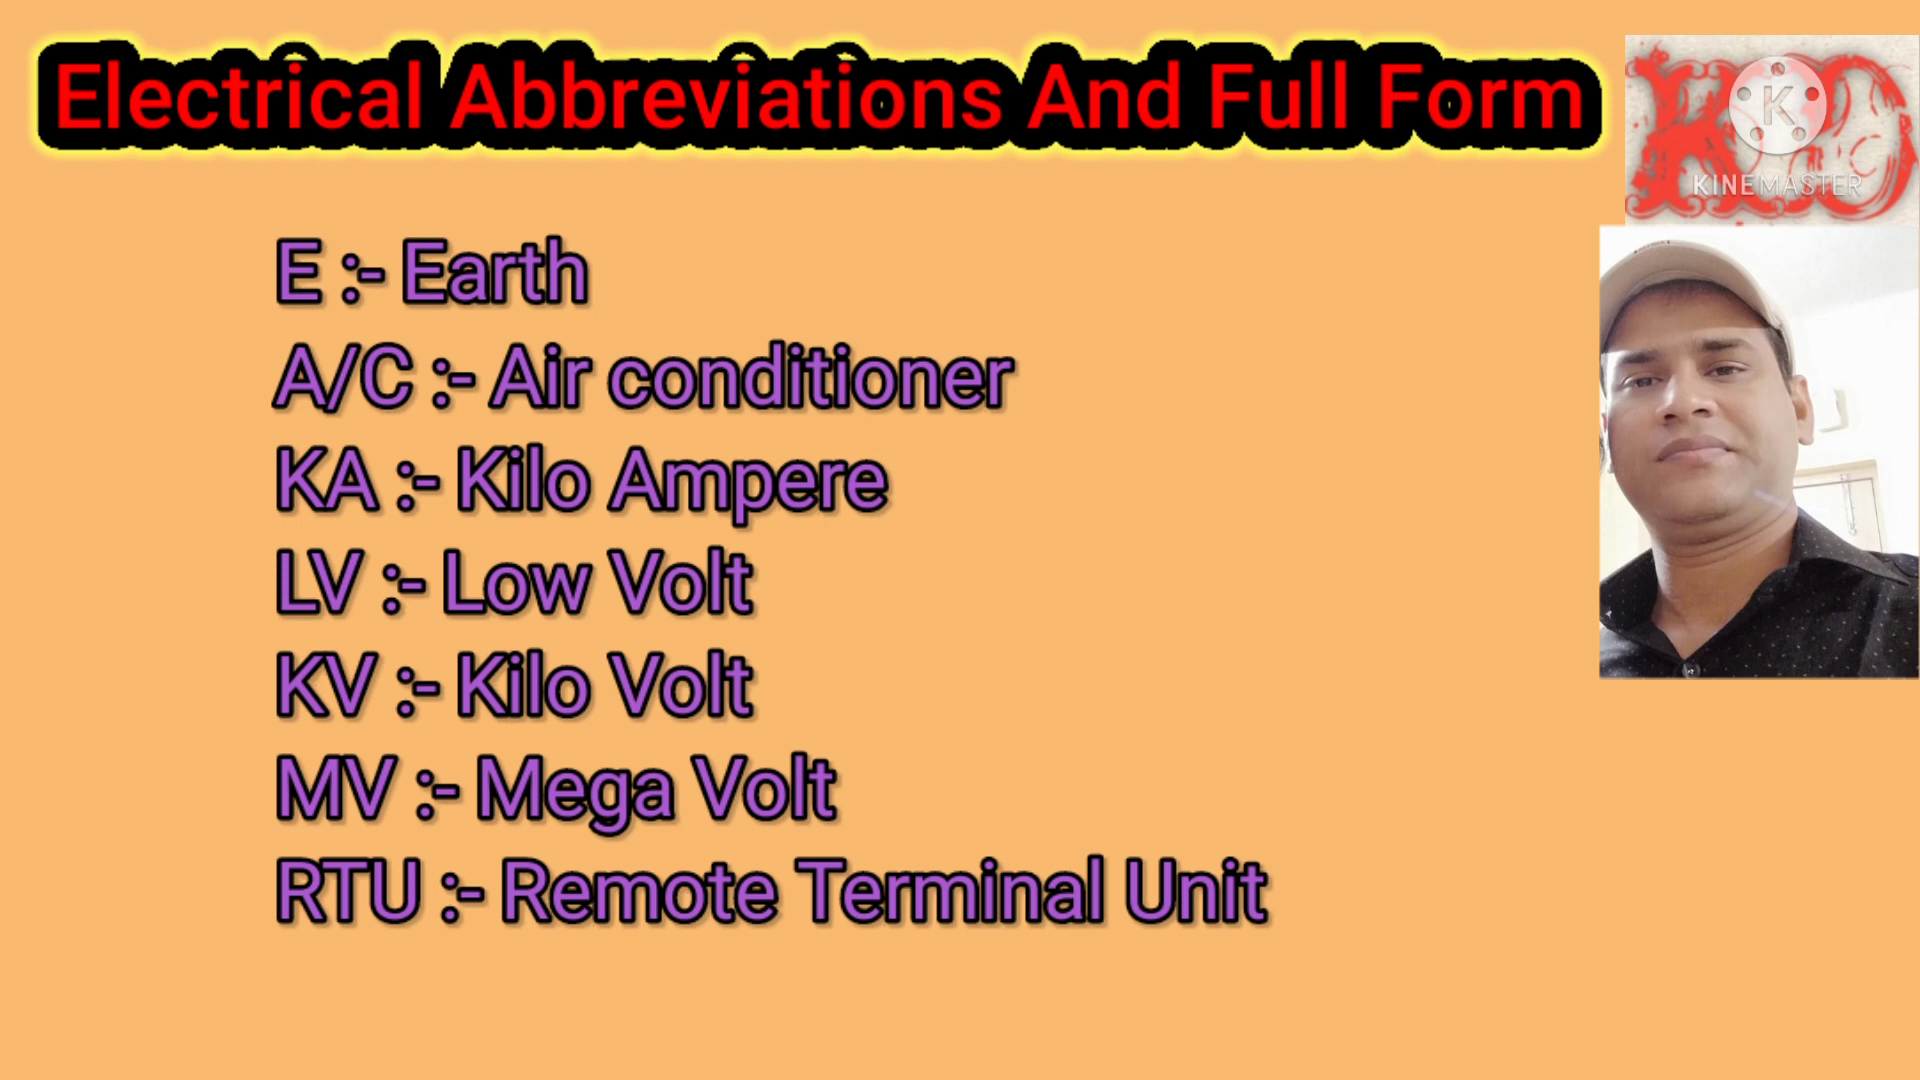 Electrical Abbreviations And Full Form
KINEMASTER
E :- Earth
A/C :- Air conditioner
KA :- Kilo Ampere
LV :- Low Volt
KV :- Kilo Volt
MV :- Mega Volt
RTU :- Remote Terminal Unit